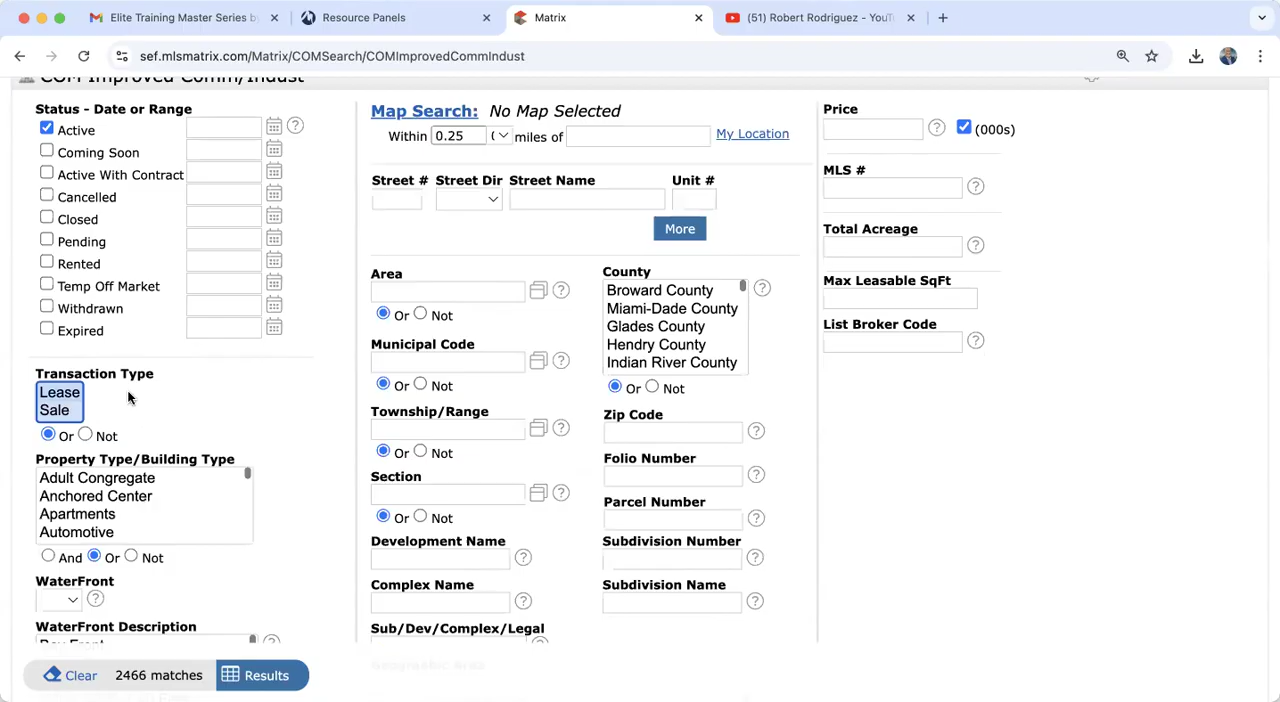 Elite Training Master Series by
Resource Panels
Matrix
(51) Robert Rodriguez - YouT
sef.mlsmatrix.com/Matrix/COMSearch/COMImprovedCommIndust
COM Improved Comm/Indust
Status - Date or Range
Active
Coming Soon
Active With Contract
Cancelled
Closed
Pending
Rented
Temp Off Market
Withdrawn
Expired
Transaction Type
Lease
Sale
Or Not
Property Type/Building Type
Adult Congregate
Anchored Center
Apartments
Automotive
And Or Not
WaterFront
WaterFront Description
Bay Front
Clear 2466 matches Results
Map Search: No Map Selected
Within 0.25 miles of My Location
Street # Street Dir Street Name Unit #
More
Area
Or Not
Municipal Code
Or Not
Township/Range
Or Not
Section
Or Not
Development Name
Complex Name
Sub/Dev/Complex/Legal
Geographic Area
County
Broward County
Miami-Dade County
Glades County
Hendry County
Indian River County
Or Not
Zip Code
Folio Number
Parcel Number
Subdivision Number
Subdivision Name
Price
(000s)
MLS #
Total Acreage
Max Leasable SqFt
List Broker Code